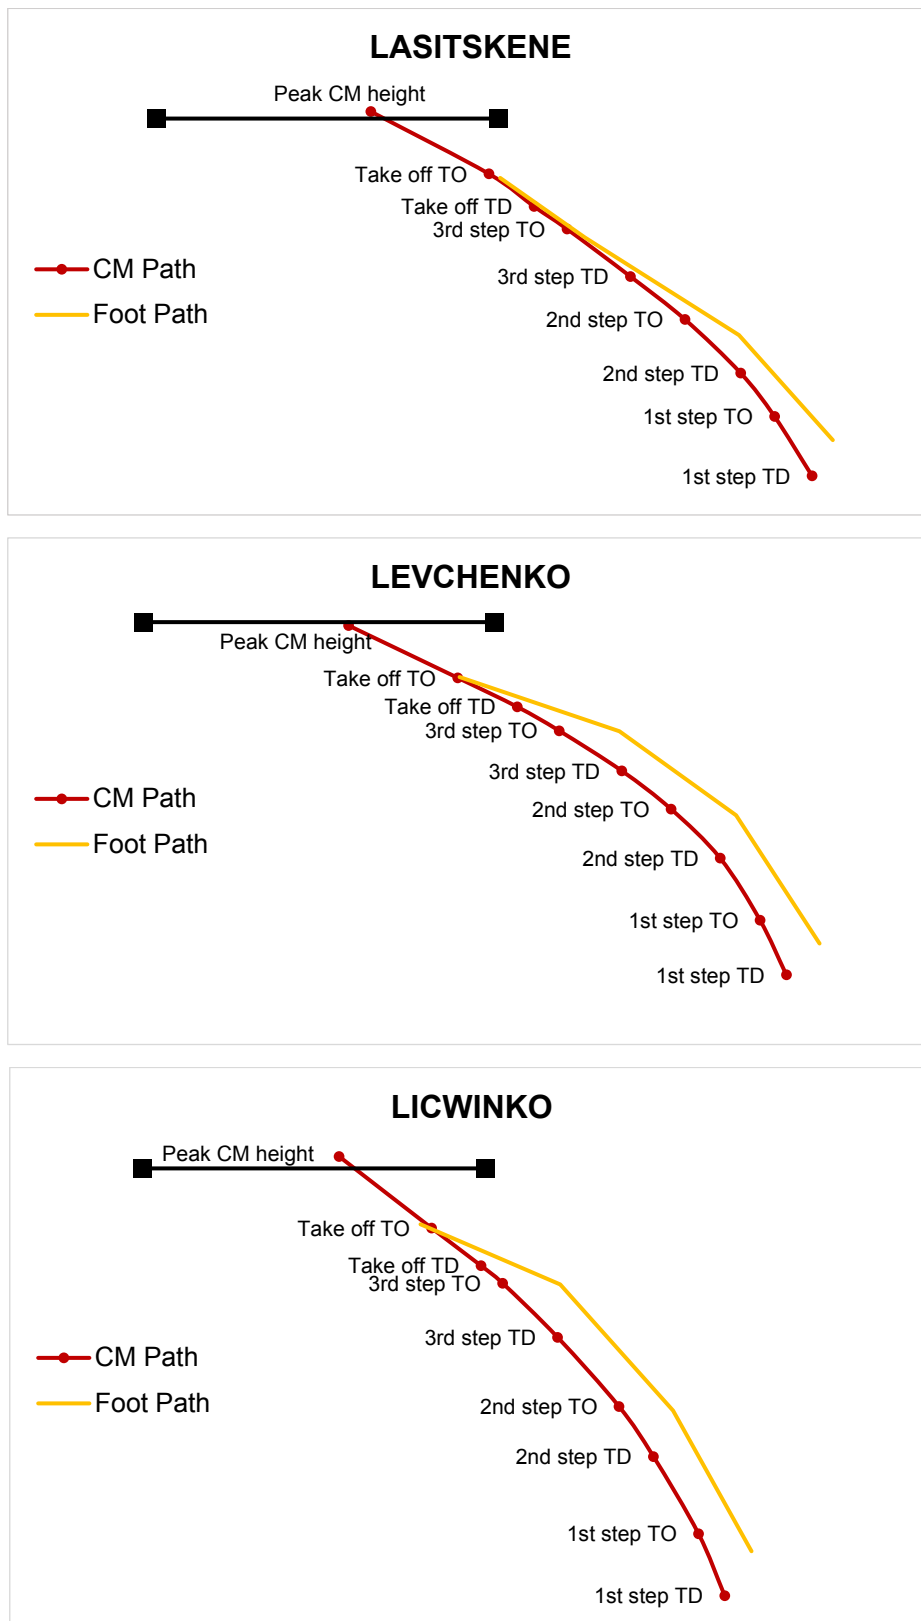 LASITSKENE
Peak CM height
Take off TO
Take off TD
3rd step TO
CM Path
3rd step TD
Foot Path
2nd step TO
2nd step TD
1st step TO
1st step TD
LEVCHENKO
Peak CM height
Take off TO
Take off TD
3rd step TO
3rd step TD
CM Path
2nd step TO
Foot Path
2nd step TD
1st step TO
1st step TD
LICWINKO
Peak CM height
Take off TO
Take off TD
3rd step TO
3rd step TD
CM Path
Foot Path
2nd step TO
2nd step TD
1st step TO
1st step TD